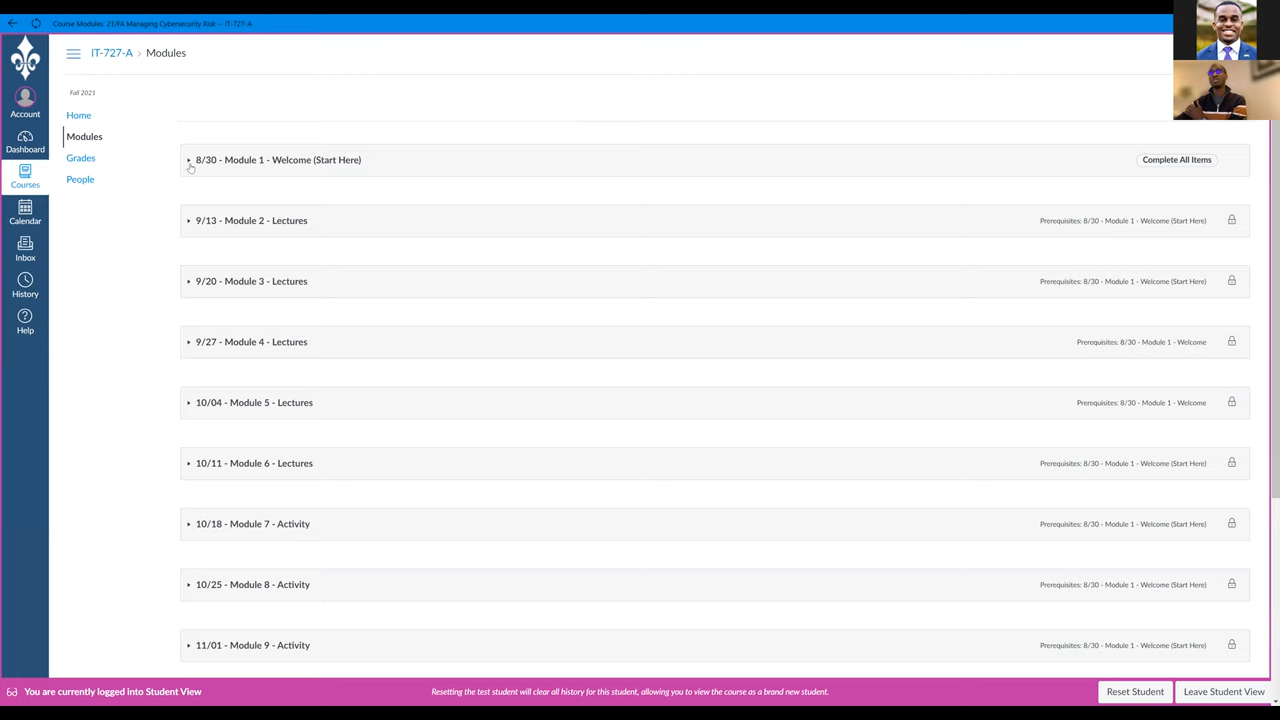 Course Modules: 21/FA Managing Cybersecurity Risk -- IT-727-A
IT-727-A › Modules
Account
Dashboard
Courses
Calendar
Inbox
History
Help
Fall 2021
Home
Modules
Grades
People
8/30 - Module 1 - Welcome (Start Here) Complete All Items
9/13 - Module 2 - Lectures Prerequisites: 8/30 - Module 1 - Welcome (Start Here)
9/20 - Module 3 - Lectures Prerequisites: 8/30 - Module 1 - Welcome (Start Here)
9/27 - Module 4 - Lectures Prerequisites: 8/30 - Module 1 - Welcome
10/04 - Module 5 - Lectures Prerequisites: 8/30 - Module 1 - Welcome
10/11 - Module 6 - Lectures Prerequisites: 8/30 - Module 1 - Welcome (Start Here)
10/18 - Module 7 - Activity Prerequisites: 8/30 - Module 1 - Welcome (Start Here)
10/25 - Module 8 - Activity Prerequisites: 8/30 - Module 1 - Welcome (Start Here)
11/01 - Module 9 - Activity Prerequisites: 8/30 - Module 1 - Welcome (Start Here)
You are currently logged into Student View Resetting the test student will clear all history for this student, allowing you to view the course as a brand new student. Reset Student Leave Student View